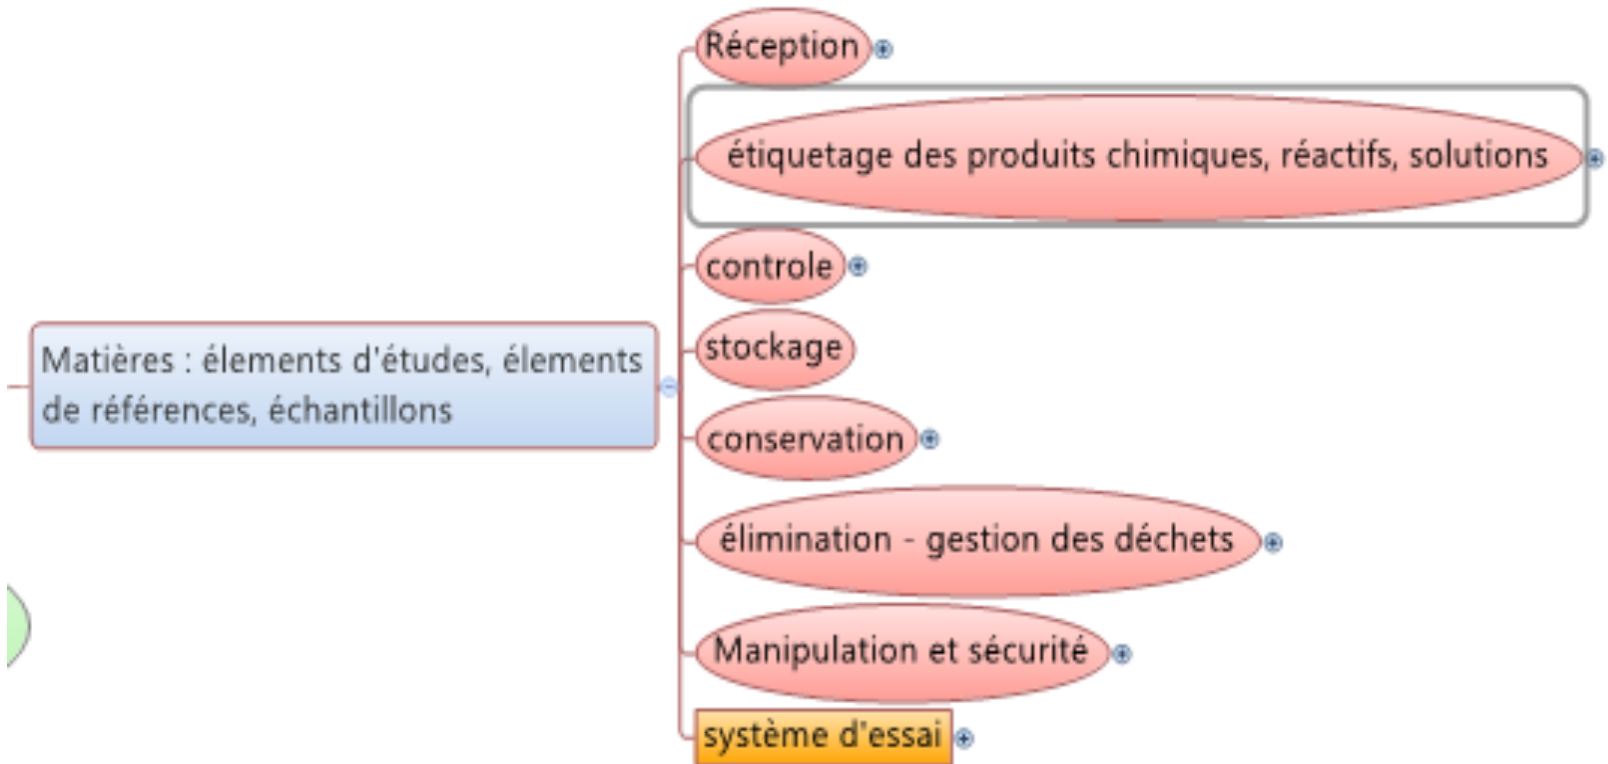 Réception
étiquetage des produits chimiques, réactifs, solutions
controle
stockage
Matières : élements d'études, élements
de références, échantillons
conservation
élimination - gestion des déchets
Manipulation et sécurité
système d'essai